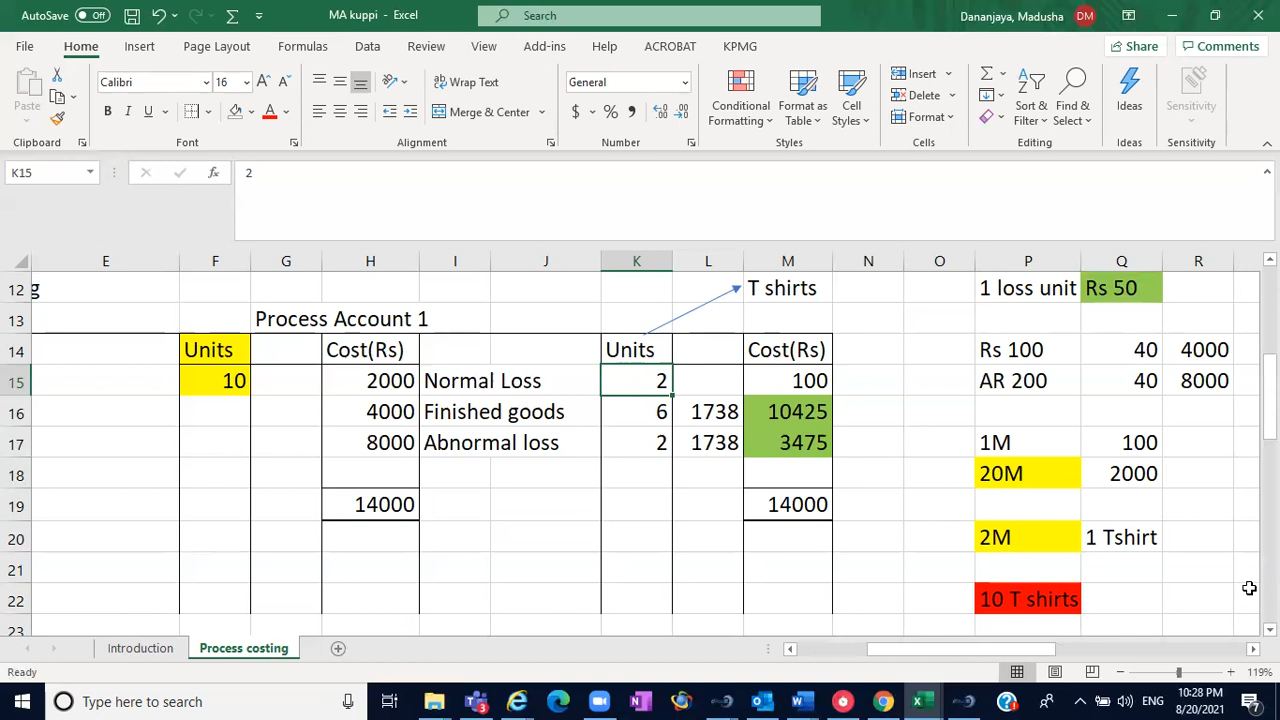 AutoSave Off MA kuppi - Excel Search Dananjaya, Madusha DM
File Home Insert Page Layout Formulas Data Review View Add-ins Help ACROBAT KPMG Share Comments
Calibri 16 Wrap Text General Insert
Paste Conditional Formatting Format as Table Cell Styles Delete Sort & Filter Find & Select Ideas Sensitivity
B I U A Merge & Center $ % Format
Clipboard Font Alignment Number Styles Cells Editing Ideas Sensitivity
K15 fx 2
E F G H I J K L M N O P Q R
12 g T shirts 1 loss unit Rs 50
13 Process Account 1
14 Units Cost(Rs) Units Cost(Rs) Rs 100 40 4000
15 10 2000 Normal Loss 2 100 AR 200 40 8000
16 4000 Finished goods 6 1738 10425
17 8000 Abnormal loss 2 1738 3475 1M 100
18 20M 2000
19 14000 14000
20 2M 1 Tshirt
21
22 10 T shirts
23
Introduction Process costing
Ready 119%
Type here to search ENG 10:28 PM
8/20/2021